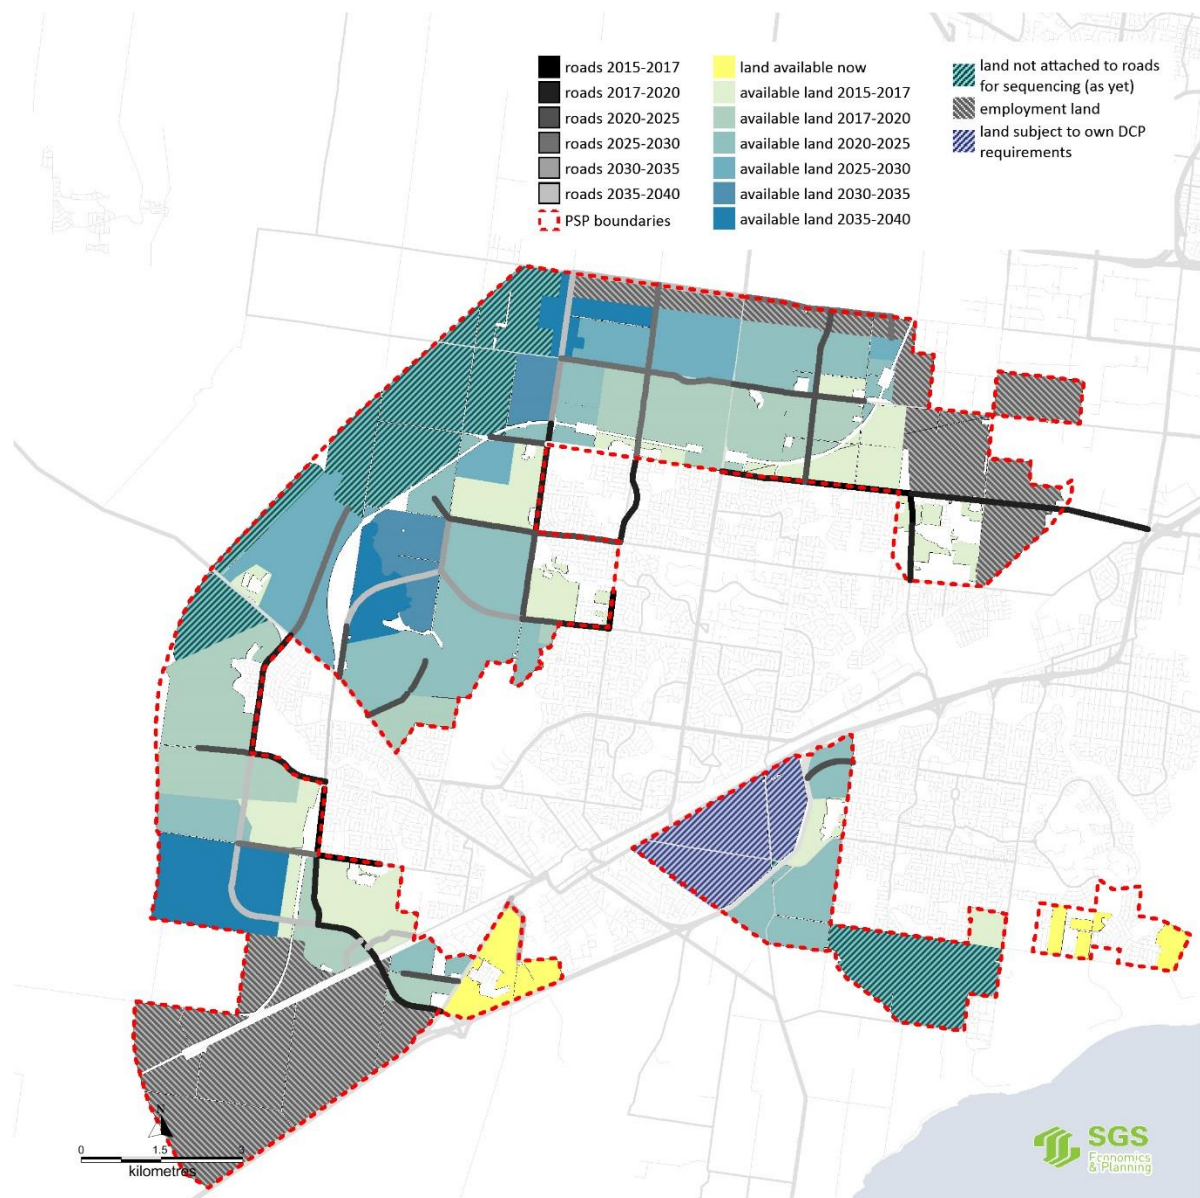 roads 2015-2017
roads 2017-2020
roads 2020-2025
roads 2025-2030
roads 2030-2035
roads 2035-2040
PSP boundaries
land available now
available land 2015-2017
available land 2017-2020
available land 2020-2025
available land 2025-2030
available land 2030-2035
available land 2035-2040
land not attached to roads
for sequencing (as yet)
employment land
land subject to own DCP
requirements
N
0 1.5 3
kilometres
SGS
Economics
& Planning